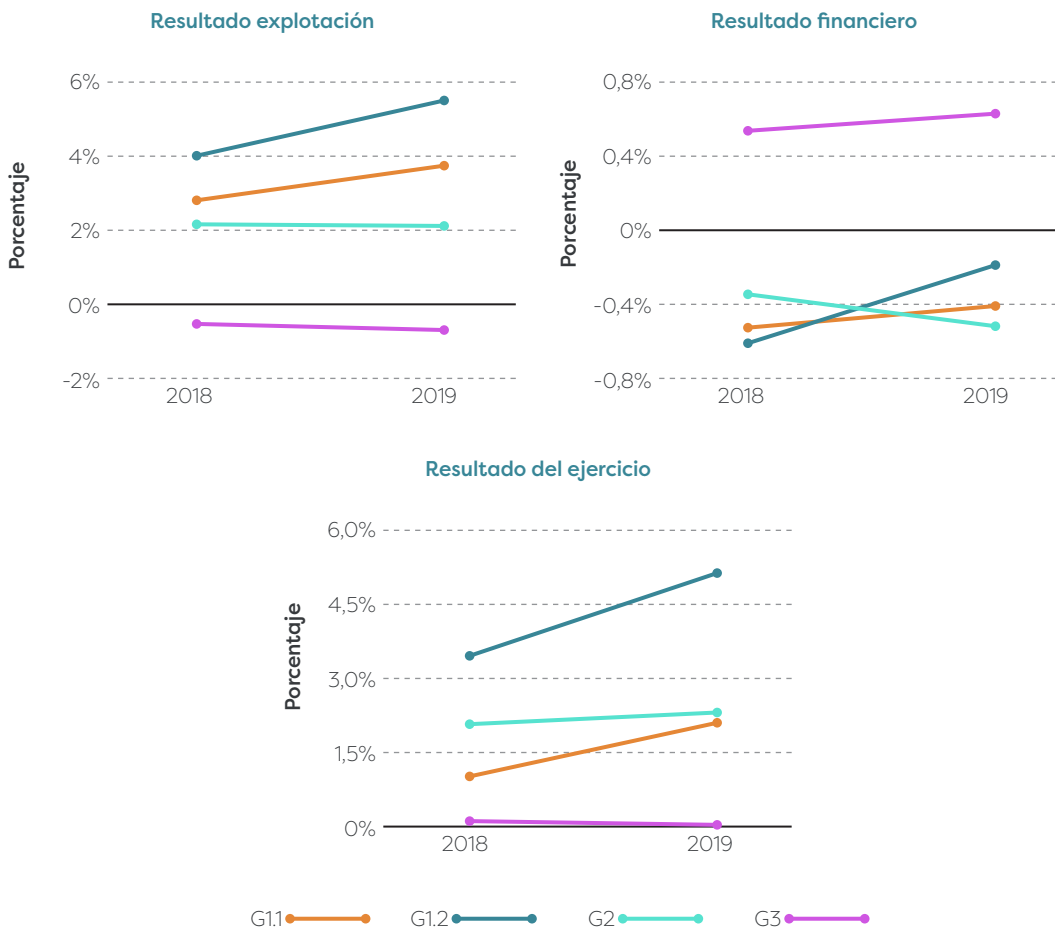 Resultado explotación
Porcentaje
6%
4%
2%
0%
-2%
2018 2019
Resultado financiero
Porcentaje
0,8%
0,4%
0%
-0,4%
-0,8%
2018 2019
Resultado del ejercicio
Porcentaje
6,0%
4,5%
3,0%
1,5%
0%
2018 2019
G1.1 G1.2 G2 G3